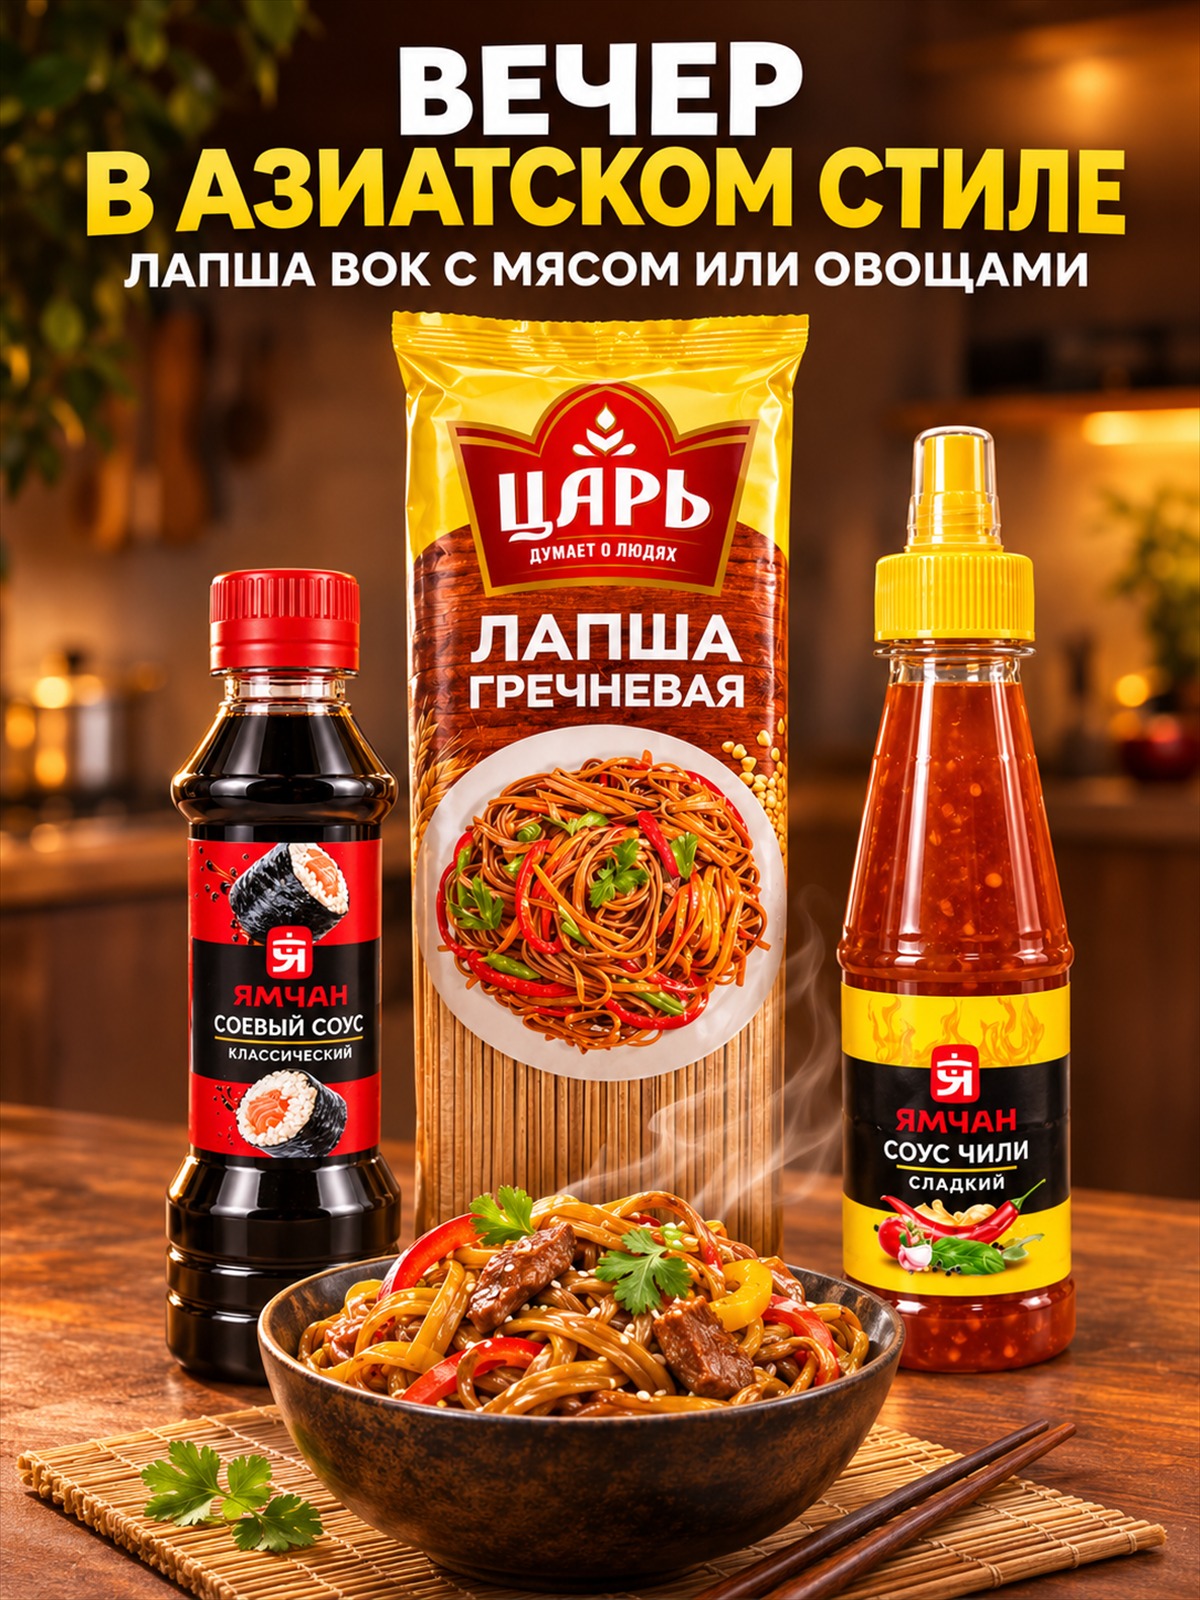 ВЕЧЕР
В АЗИАТСКОМ СТИЛЕ
ЛАПША ВОК С МЯСОМ ИЛИ ОВОЩАМИ
ЦАРЬ
ДУМАЕТ О ЛЮДЯХ
ЛАПША
ГРЕЧНЕВАЯ
Я
ЯМЧАН
СОЕВЫЙ СОУС
КЛАССИЧЕСКИЙ
Я
ЯМЧАН
СОУС ЧИЛИ
СЛАДКИЙ